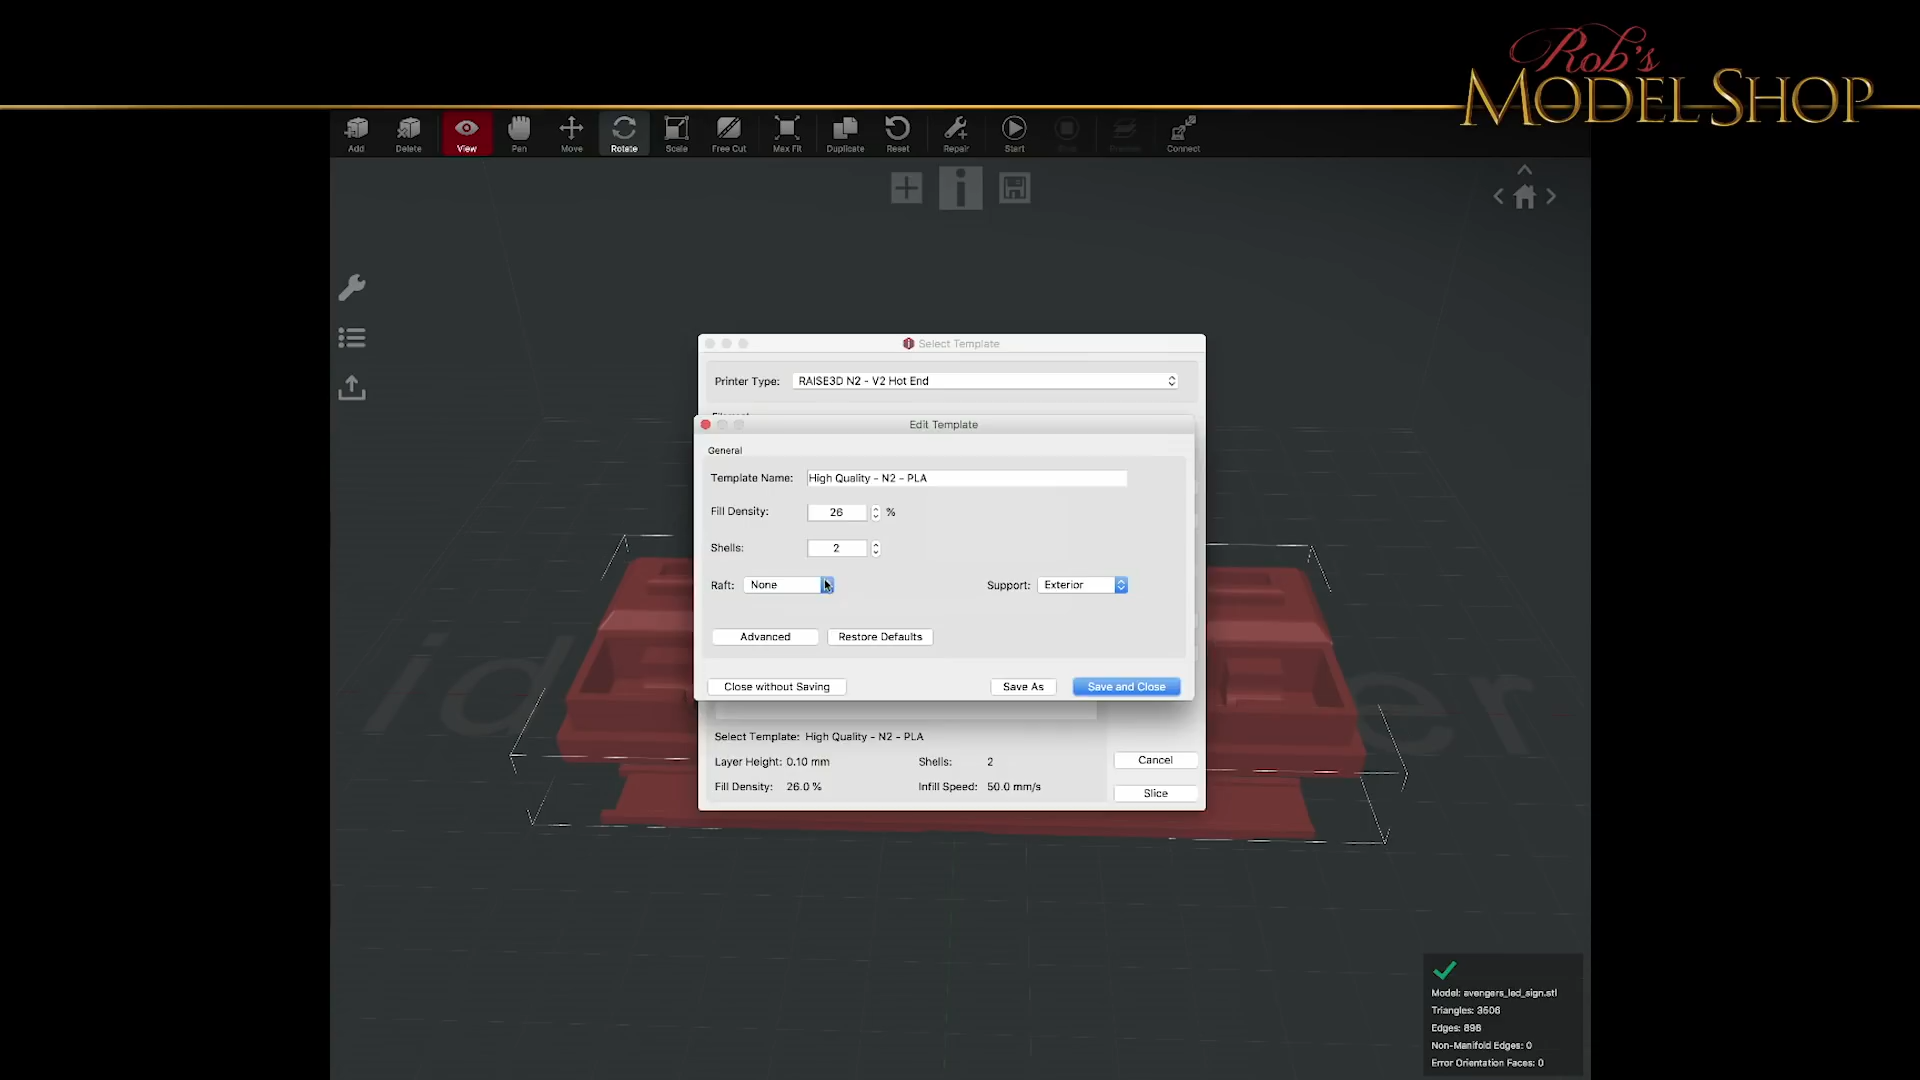 Rob's
MODEL SHOP
Add
Delete
View
Pan
Move
Rotate
Scale
Free Cut
Max Fit
Duplicate
Reset
Repair
Start
Connect
Select Template
Printer Type: RAISE3D N2 - V2 Hot End
Edit Template
General
Template Name: High Quality - N2 - PLA
Fill Density: 26 %
Shells: 2
Raft: None Support: Exterior
Advanced Restore Defaults
Close without Saving Save As Save and Close
Select Template: High Quality - N2 - PLA
Layer Height: 0.10 mm Shells: 2
Cancel
Fill Density: 26.0 % Infill Speed: 50.0 mm/s
Slice
Model: avengers_led_sign.stl
Triangles: 3506
Edges: 898
Non-Manifold Edges: 0
Error Orientation Faces: 0